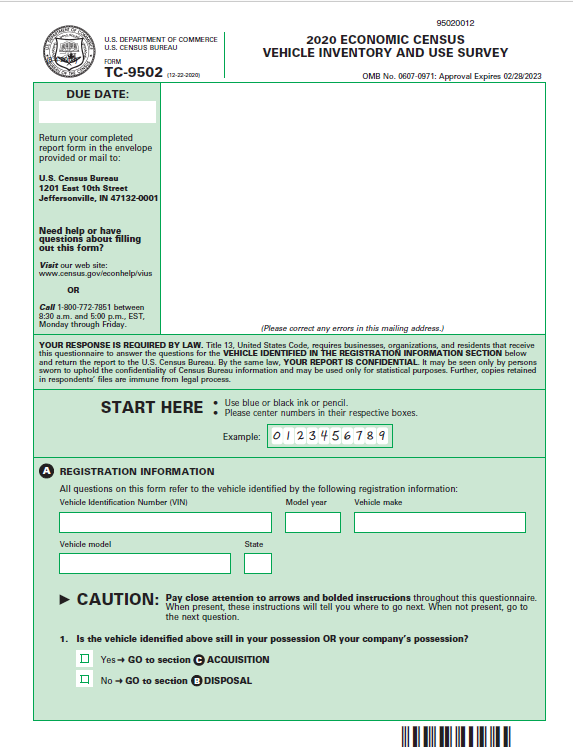 95020012
U.S. DEPARTMENT OF COMMERCE
U.S. CENSUS BUREAU
FORM
TC-9502 (12-22-2020)
2020 ECONOMIC CENSUS
VEHICLE INVENTORY AND USE SURVEY
OMB No. 0607-0971: Approval Expires 02/28/2023
DUE DATE:
Return your completed
report form in the envelope
provided or mail to:
U.S. Census Bureau
1201 East 10th Street
Jeffersonville, IN 47132-0001
Need help or have
questions about filling
out this form?
Visit our web site:
www.census.gov/econhelp/vius
OR
Call 1-800-772-7851 between
8:30 a.m. and 5:00 p.m., EST,
Monday through Friday.
(Please correct any errors in this mailing address.)
YOUR RESPONSE IS REQUIRED BY LAW. Title 13, United States Code, requires businesses, organizations, and residents that receive
this questionnaire to answer the questions for the VEHICLE IDENTIFIED IN THE REGISTRATION INFORMATION SECTION below
and return the report to the U.S. Census Bureau. By the same law, YOUR REPORT IS CONFIDENTIAL. It may be seen only by persons
sworn to uphold the confidentiality of Census Bureau information and may be used only for statistical purposes. Further, copies retained
in respondents' files are immune from legal process.
START HERE
• Use blue or black ink or pencil.
• Please center numbers in their respective boxes.
Example: 0 1 2 3 4 5 6 7 8 9
A REGISTRATION INFORMATION
All questions on this form refer to the vehicle identified by the following registration information:
Vehicle Identification Number (VIN) Model year Vehicle make
Vehicle model State
► CAUTION: Pay close attention to arrows and bolded instructions throughout this questionnaire.
When present, these instructions will tell you where to go next. When not present, go to
the next question.
1. Is the vehicle identified above still in your possession OR your company's possession?
Yes → GO to section C ACQUISITION
No → GO to section B DISPOSAL